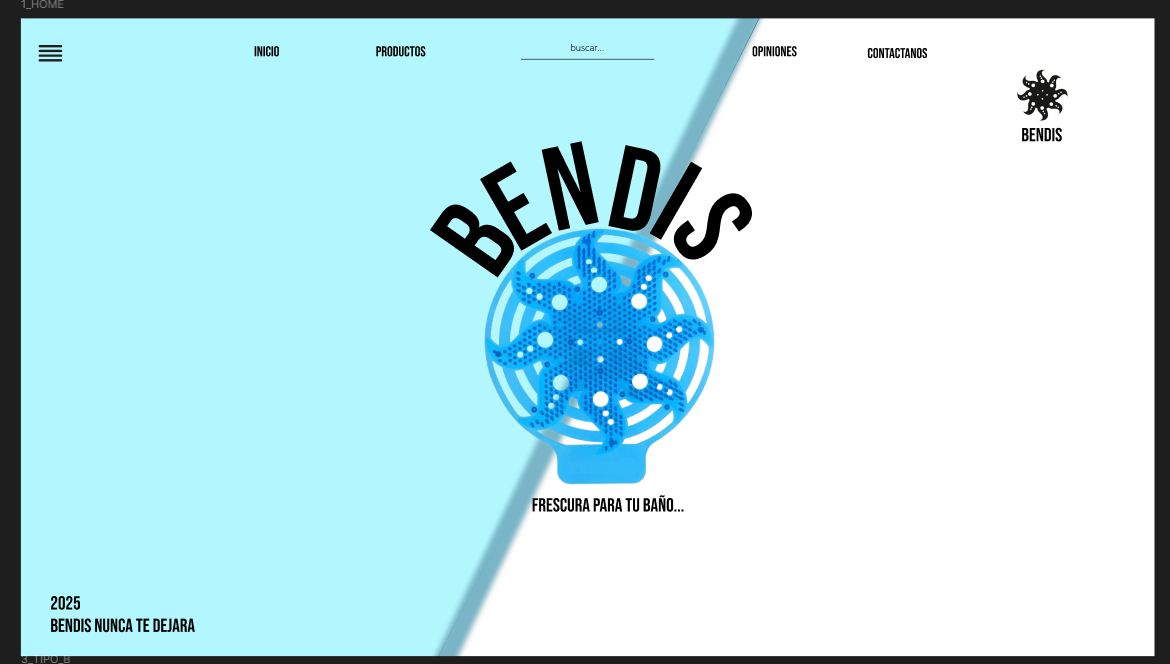 1_HOME
INICIO
PRODUCTOS
buscar...
OPINIONES
CONTACTANOS
BENDIS
BENDIS
FRESCURA PARA TU BAÑO...
2025
BENDIS NUNCA TE DEJARA
3_TIPO_B